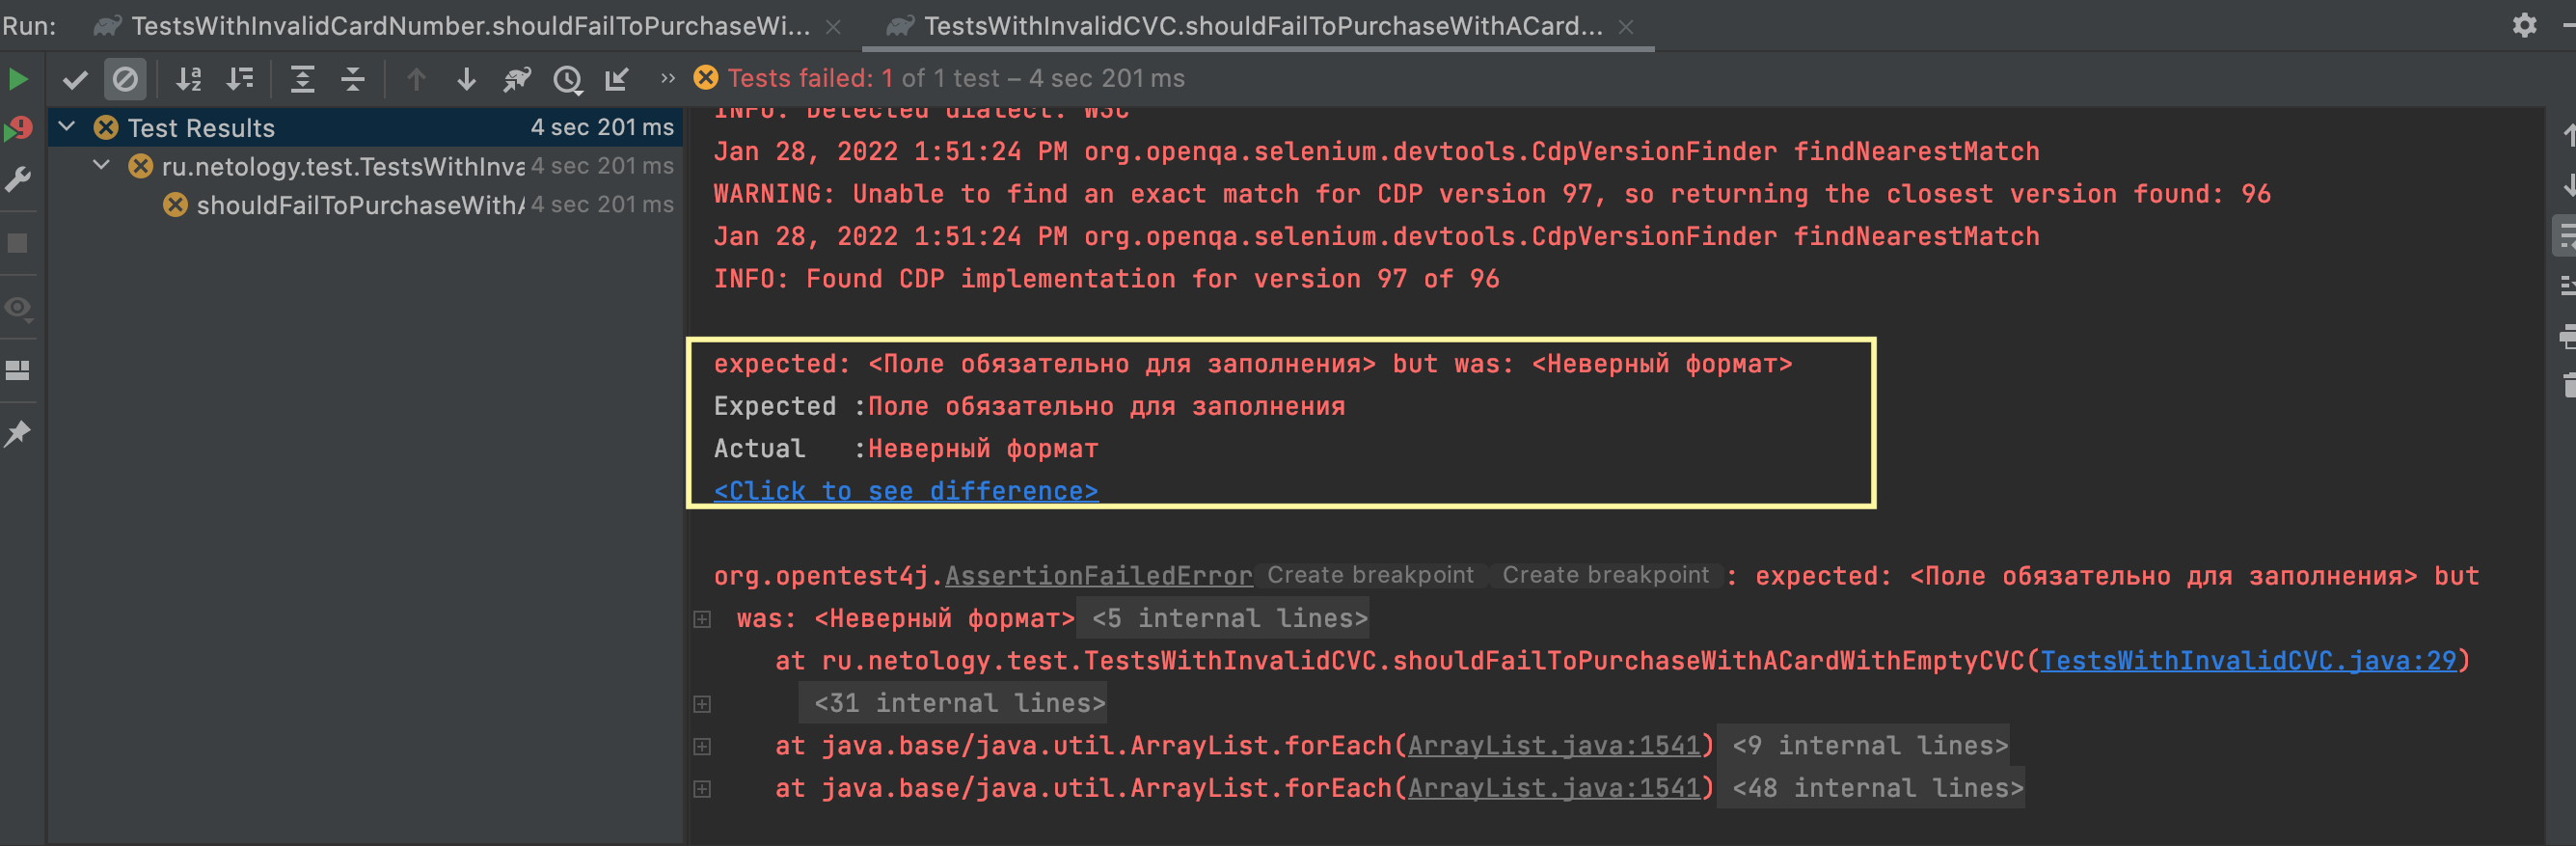 Run:
TestsWithInvalidCardNumber.shouldFailToPurchaseWi...
TestsWithInvalidCVC.shouldFailToPurchaseWithACard...
Tests failed: 1 of 1 test – 4 sec 201 ms
Test Results 4 sec 201 ms
ru.netology.test.TestsWithInva 4 sec 201 ms
shouldFailToPurchaseWithA 4 sec 201 ms
INFO: Detected dialect: W3C
Jan 28, 2022 1:51:24 PM org.openqa.selenium.devtools.CdpVersionFinder findNearestMatch
WARNING: Unable to find an exact match for CDP version 97, so returning the closest version found: 96
Jan 28, 2022 1:51:24 PM org.openqa.selenium.devtools.CdpVersionFinder findNearestMatch
INFO: Found CDP implementation for version 97 of 96
expected: <Поле обязательно для заполнения> but was: <Неверный формат>
Expected :Поле обязательно для заполнения
Actual   :Неверный формат
<Click to see difference>
org.opentest4j.AssertionFailedError Create breakpoint Create breakpoint : expected: <Поле обязательно для заполнения> but
was: <Неверный формат> <5 internal lines>
at ru.netology.test.TestsWithInvalidCVC.shouldFailToPurchaseWithACardWithEmptyCVC(TestsWithInvalidCVC.java:29)
<31 internal lines>
at java.base/java.util.ArrayList.forEach(ArrayList.java:1541) <9 internal lines>
at java.base/java.util.ArrayList.forEach(ArrayList.java:1541) <48 internal lines>